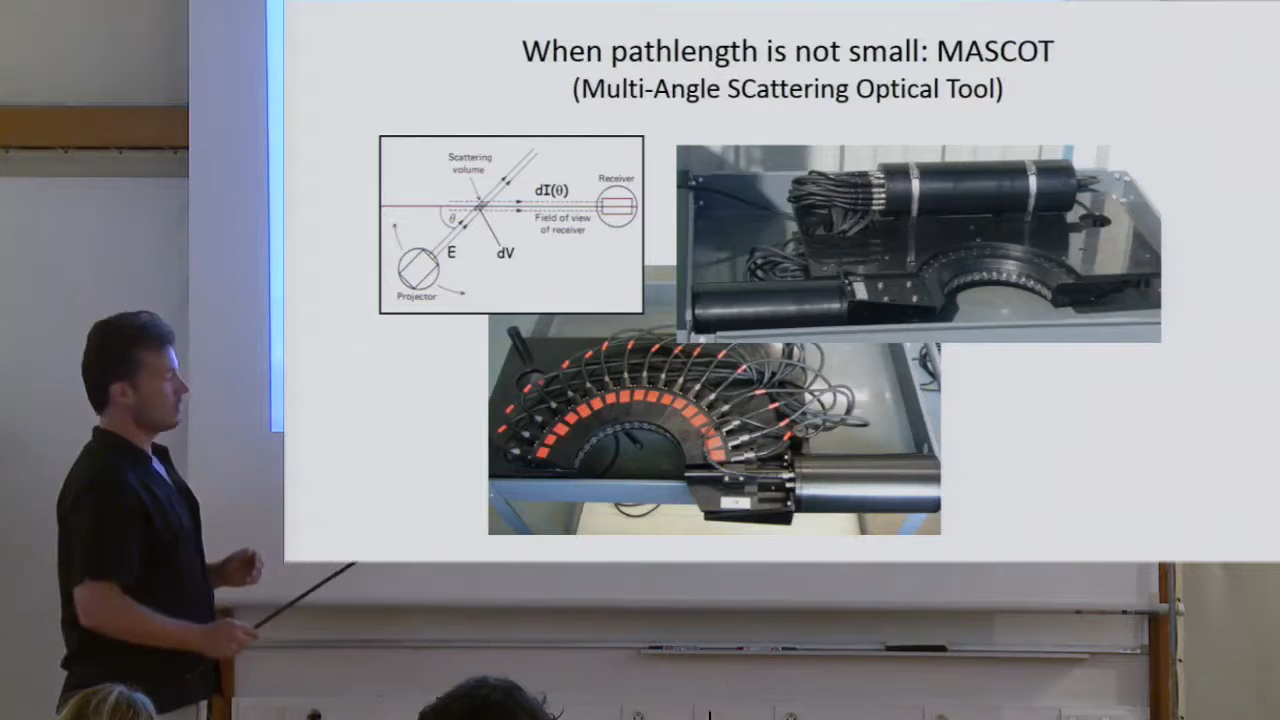 When pathlength is not small: MASCOT
(Multi-Angle SCattering Optical Tool)
Scattering
volume
Receiver
dI(θ)
θ
Field of view
of receiver
E
dV
Projector